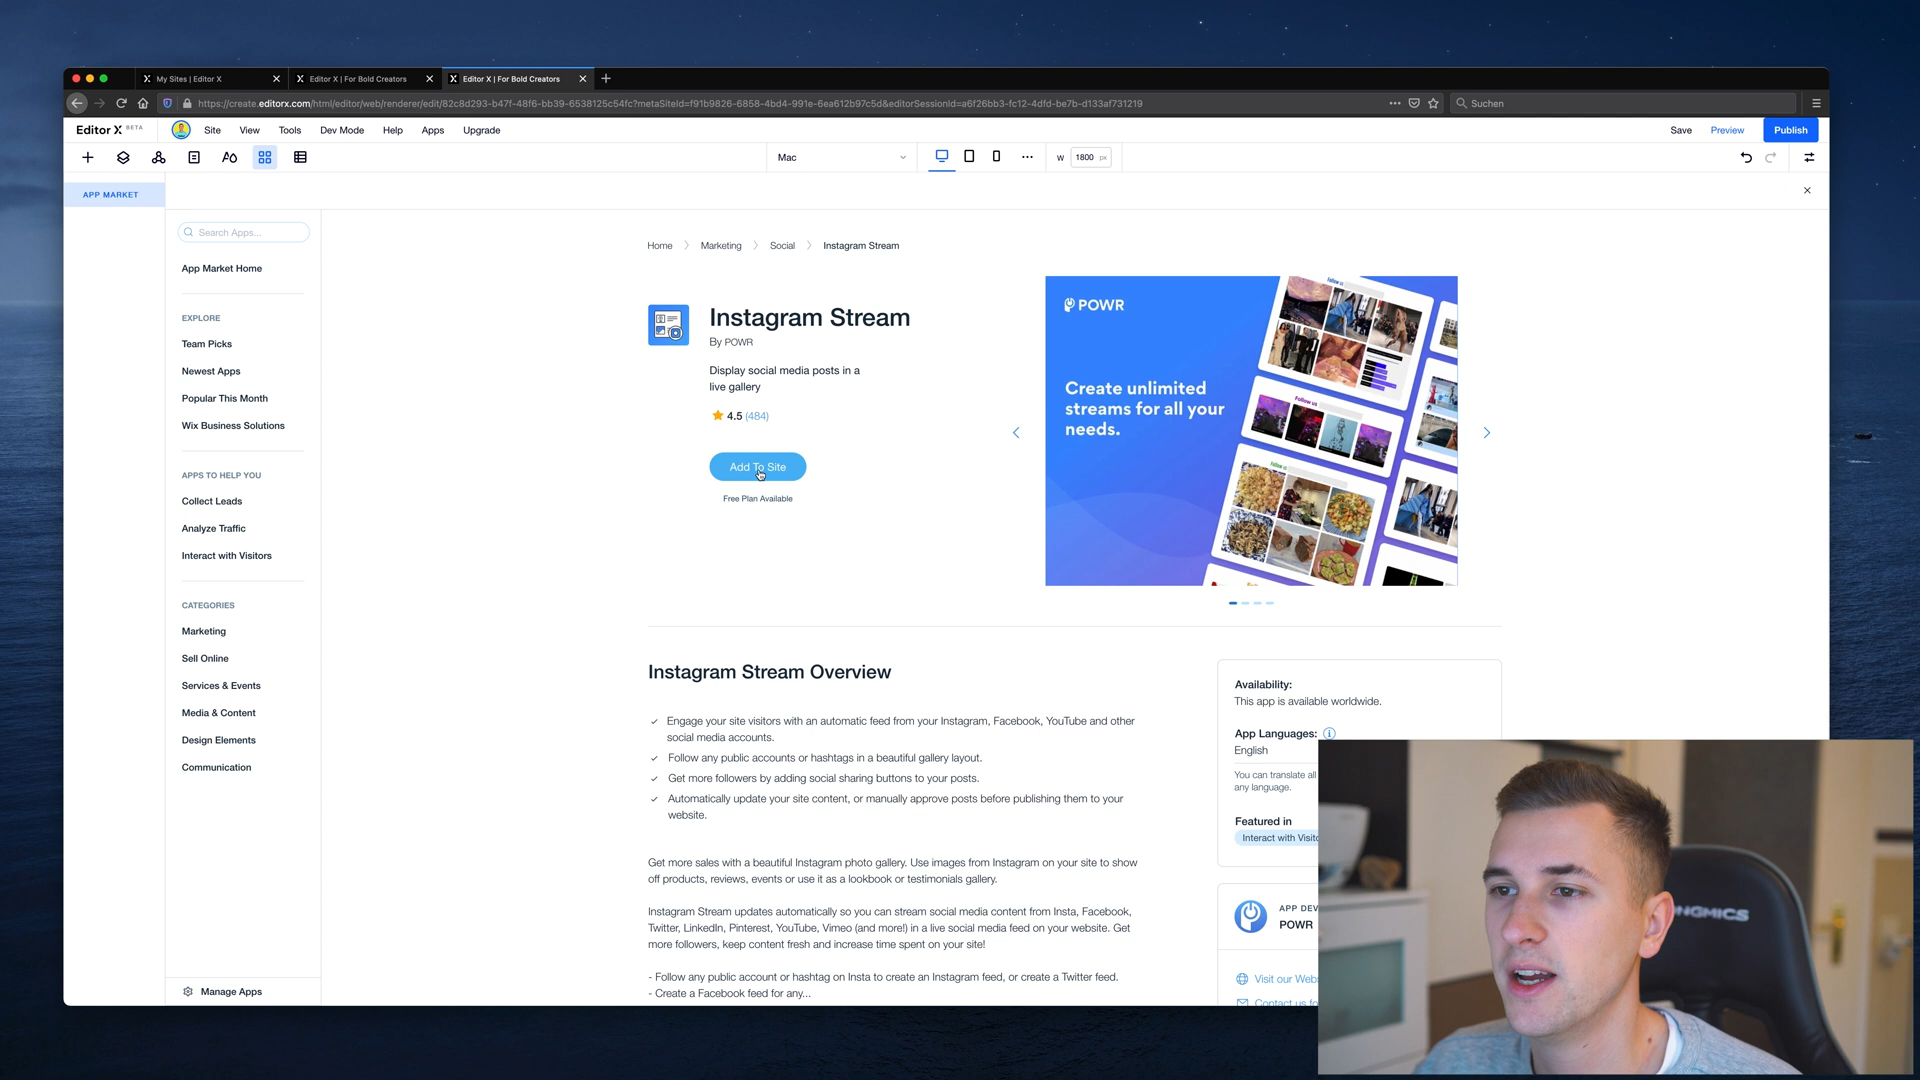 My Sites | Editor X
Editor X | For Bold Creators
Editor X | For Bold Creators
https://create.editorx.com/html/editor/web/renderer/edit/82c8d293-b47f-48f6-bb39-6538125c54fc?metaSiteId=f91b9826-6858-4bd4-991e-6ea612b97c5d&editorSessionId=a6f26bb3-fc12-4dfd-be7b-d133af731219
Suchen
Editor X BETA
Site
View
Tools
Dev Mode
Help
Apps
Upgrade
Save
Preview
Publish
Mac
W 1800 px
APP MARKET
Search Apps...
App Market Home
EXPLORE
Team Picks
Newest Apps
Popular This Month
Wix Business Solutions
APPS TO HELP YOU
Collect Leads
Analyze Traffic
Interact with Visitors
CATEGORIES
Marketing
Sell Online
Services & Events
Media & Content
Design Elements
Communication
Manage Apps
Home > Marketing > Social > Instagram Stream
Instagram Stream
By POWR
Display social media posts in a
live gallery
4.5 (484)
Add To Site
Free Plan Available
POWR
Create unlimited
streams for all your
needs.
Follow us
Follow us
Follow us
Instagram Stream Overview
Engage your site visitors with an automatic feed from your Instagram, Facebook, YouTube and other
social media accounts.
Follow any public accounts or hashtags in a beautiful gallery layout.
Get more followers by adding social sharing buttons to your posts.
Automatically update your site content, or manually approve posts before publishing them to your
website.
Get more sales with a beautiful Instagram photo gallery. Use images from Instagram on your site to show
off products, reviews, events or use it as a lookbook or testimonials gallery.
Instagram Stream updates automatically so you can stream social media content from Insta, Facebook,
Twitter, LinkedIn, Pinterest, YouTube, Vimeo (and more!) in a live social media feed on your website. Get
more followers, keep content fresh and increase time spent on your site!
- Follow any public account or hashtag on Insta to create an Instagram feed, or create a Twitter feed.
- Create a Facebook feed for any...
Availability:
This app is available worldwide.
App Languages:
English
You can translate all
any language.
Featured in
Interact with Visito
APP DEV
POWR
Visit our Webs
Contact us fo
NGMICS